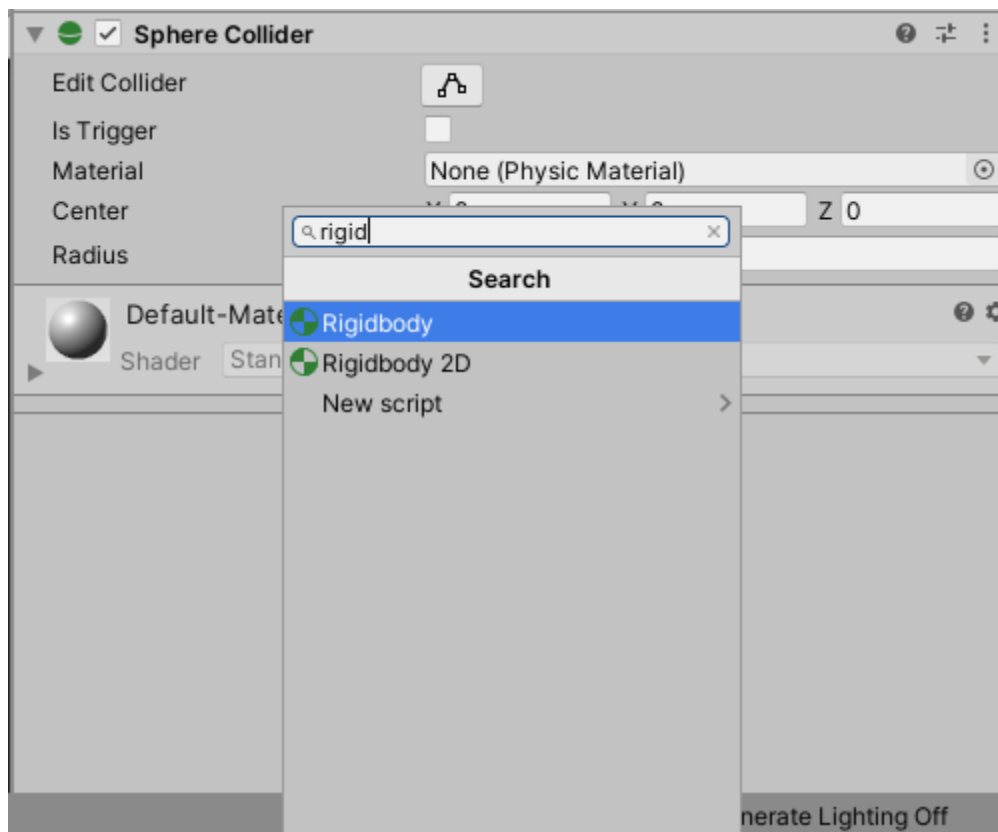 Sphere Collider
Edit Collider
Is Trigger
Material None (Physic Material)
Center Z 0
rigid
Radius
Search
Default-Mate
Rigidbody
Shader Stan
Rigidbody 2D
New script
nerate Lighting Off